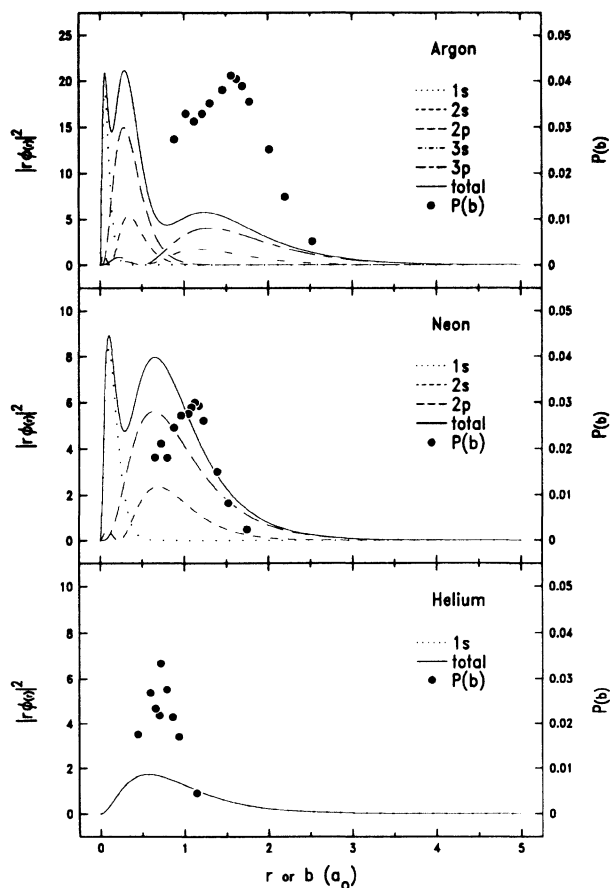 Argon
25
20
15
10
5
0
|rϕ(r)|²
0.05
0.04
0.03
0.02
0.01
0
P(b)
1s
2s
2p
3s
3p
total
P(b)
Neon
10
8
6
4
2
0
|rϕ(r)|²
0.05
0.04
0.03
0.02
0.01
0
P(b)
1s
2s
2p
total
P(b)
Helium
10
8
6
4
2
0
|rϕ(r)|²
0.05
0.04
0.03
0.02
0.01
0
P(b)
1s
total
P(b)
0 1 2 3 4 5
r or b (a₀)